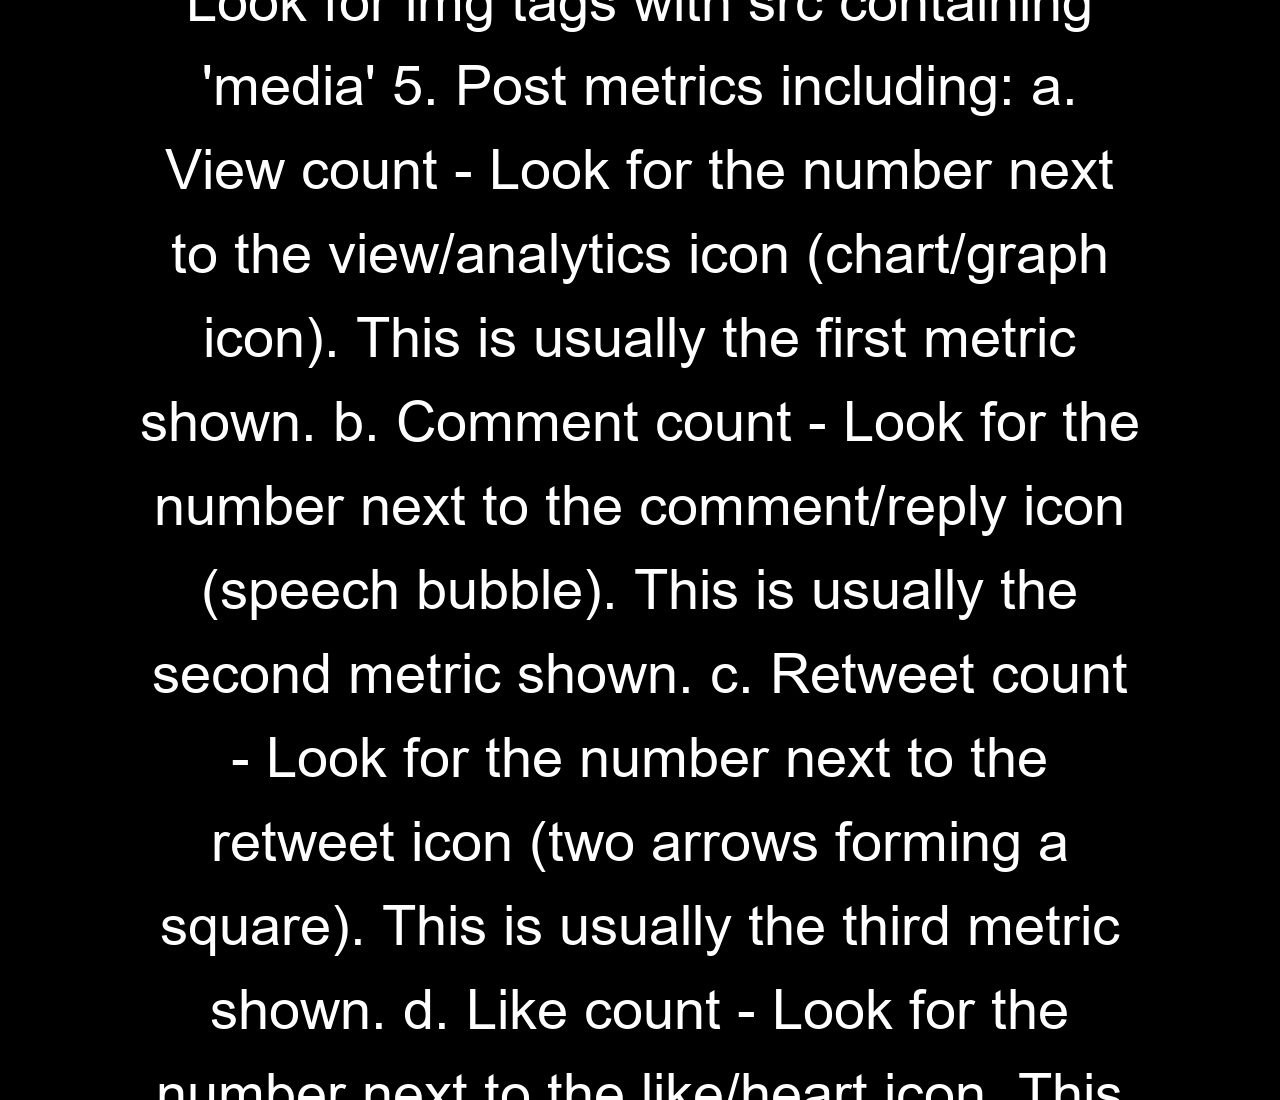 Look for img tags with src containing
'media' 5. Post metrics including: a.
View count - Look for the number next
to the view/analytics icon (chart/graph
icon). This is usually the first metric
shown. b. Comment count - Look for the
number next to the comment/reply icon
(speech bubble). This is usually the
second metric shown. c. Retweet count
- Look for the number next to the
retweet icon (two arrows forming a
square). This is usually the third metric
shown. d. Like count - Look for the
number next to the like/heart icon. This